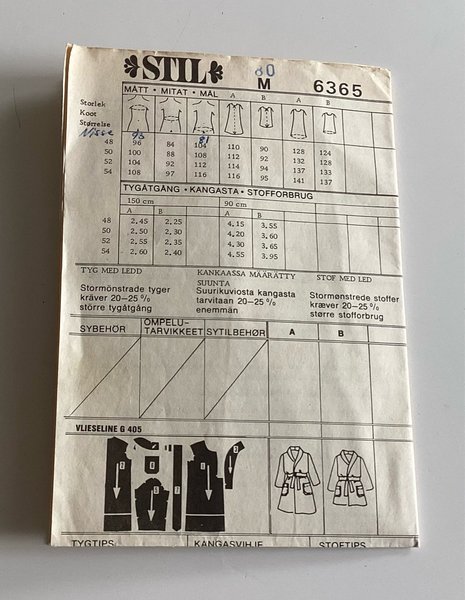 STIL
80
M
6365
MÅTT • MITAT • MÅL A B A B
Storlek
Koot
Størrelse
48 96 84 104 110 90 128 124
50 100 88 108 112 92 132 128
52 104 92 112 114 94 137 133
54 108 97 116 116 95 141 137
TYGÅTGÅNG • KANGASTA • STOFFORBRUG
150 cm 90 cm
A B A B
48 2.45 2.25 4.15 3.55
50 2.50 2.30 4.20 3.60
52 2.55 2.35 4.30 3.65
54 2.60 2.40 4.55 3.95
TYG MED LEDD
Stormönstrade tyger
kräver 20–25 %
större tygåtgång
KANKAASSA MÄÄRÄTTY
SUUNTA
Suurikuviosta kangasta
tarvitaan 20–25 %
enemmän
STOF MED LED
Stormønstrede stoffer
kræver 20–25 %
større stofforbrug
SYBEHÖR OMPELU-TARVIKKEET SYTILBEHØR A B
VLIESELINE G 405
TYGTIPS KANGASVIHJE STOFTIPS